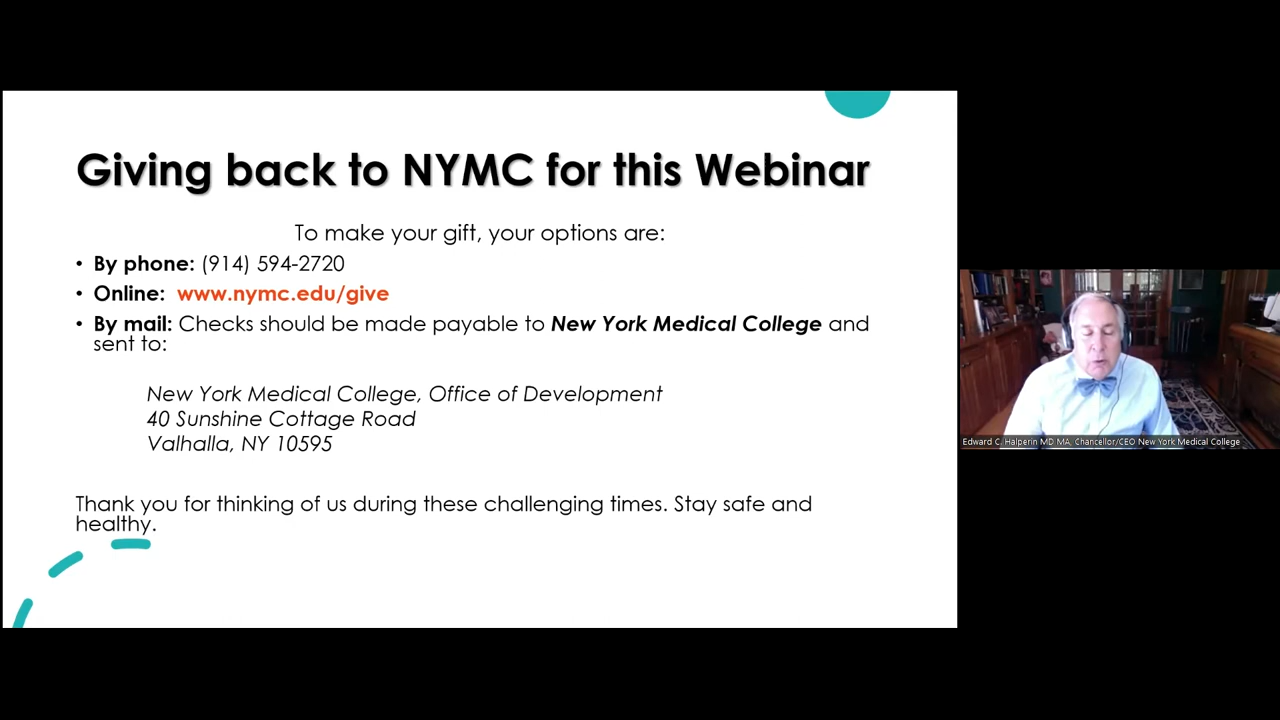 Giving back to NYMC for this Webinar
To make your gift, your options are:
• By phone: (914) 594-2720
• Online: www.nymc.edu/give
• By mail: Checks should be made payable to New York Medical College and
sent to:
New York Medical College, Office of Development
40 Sunshine Cottage Road
Valhalla, NY 10595
Thank you for thinking of us during these challenging times. Stay safe and
healthy.
Edward C. Halperin MD MA, Chancellor/CEO New York Medical College